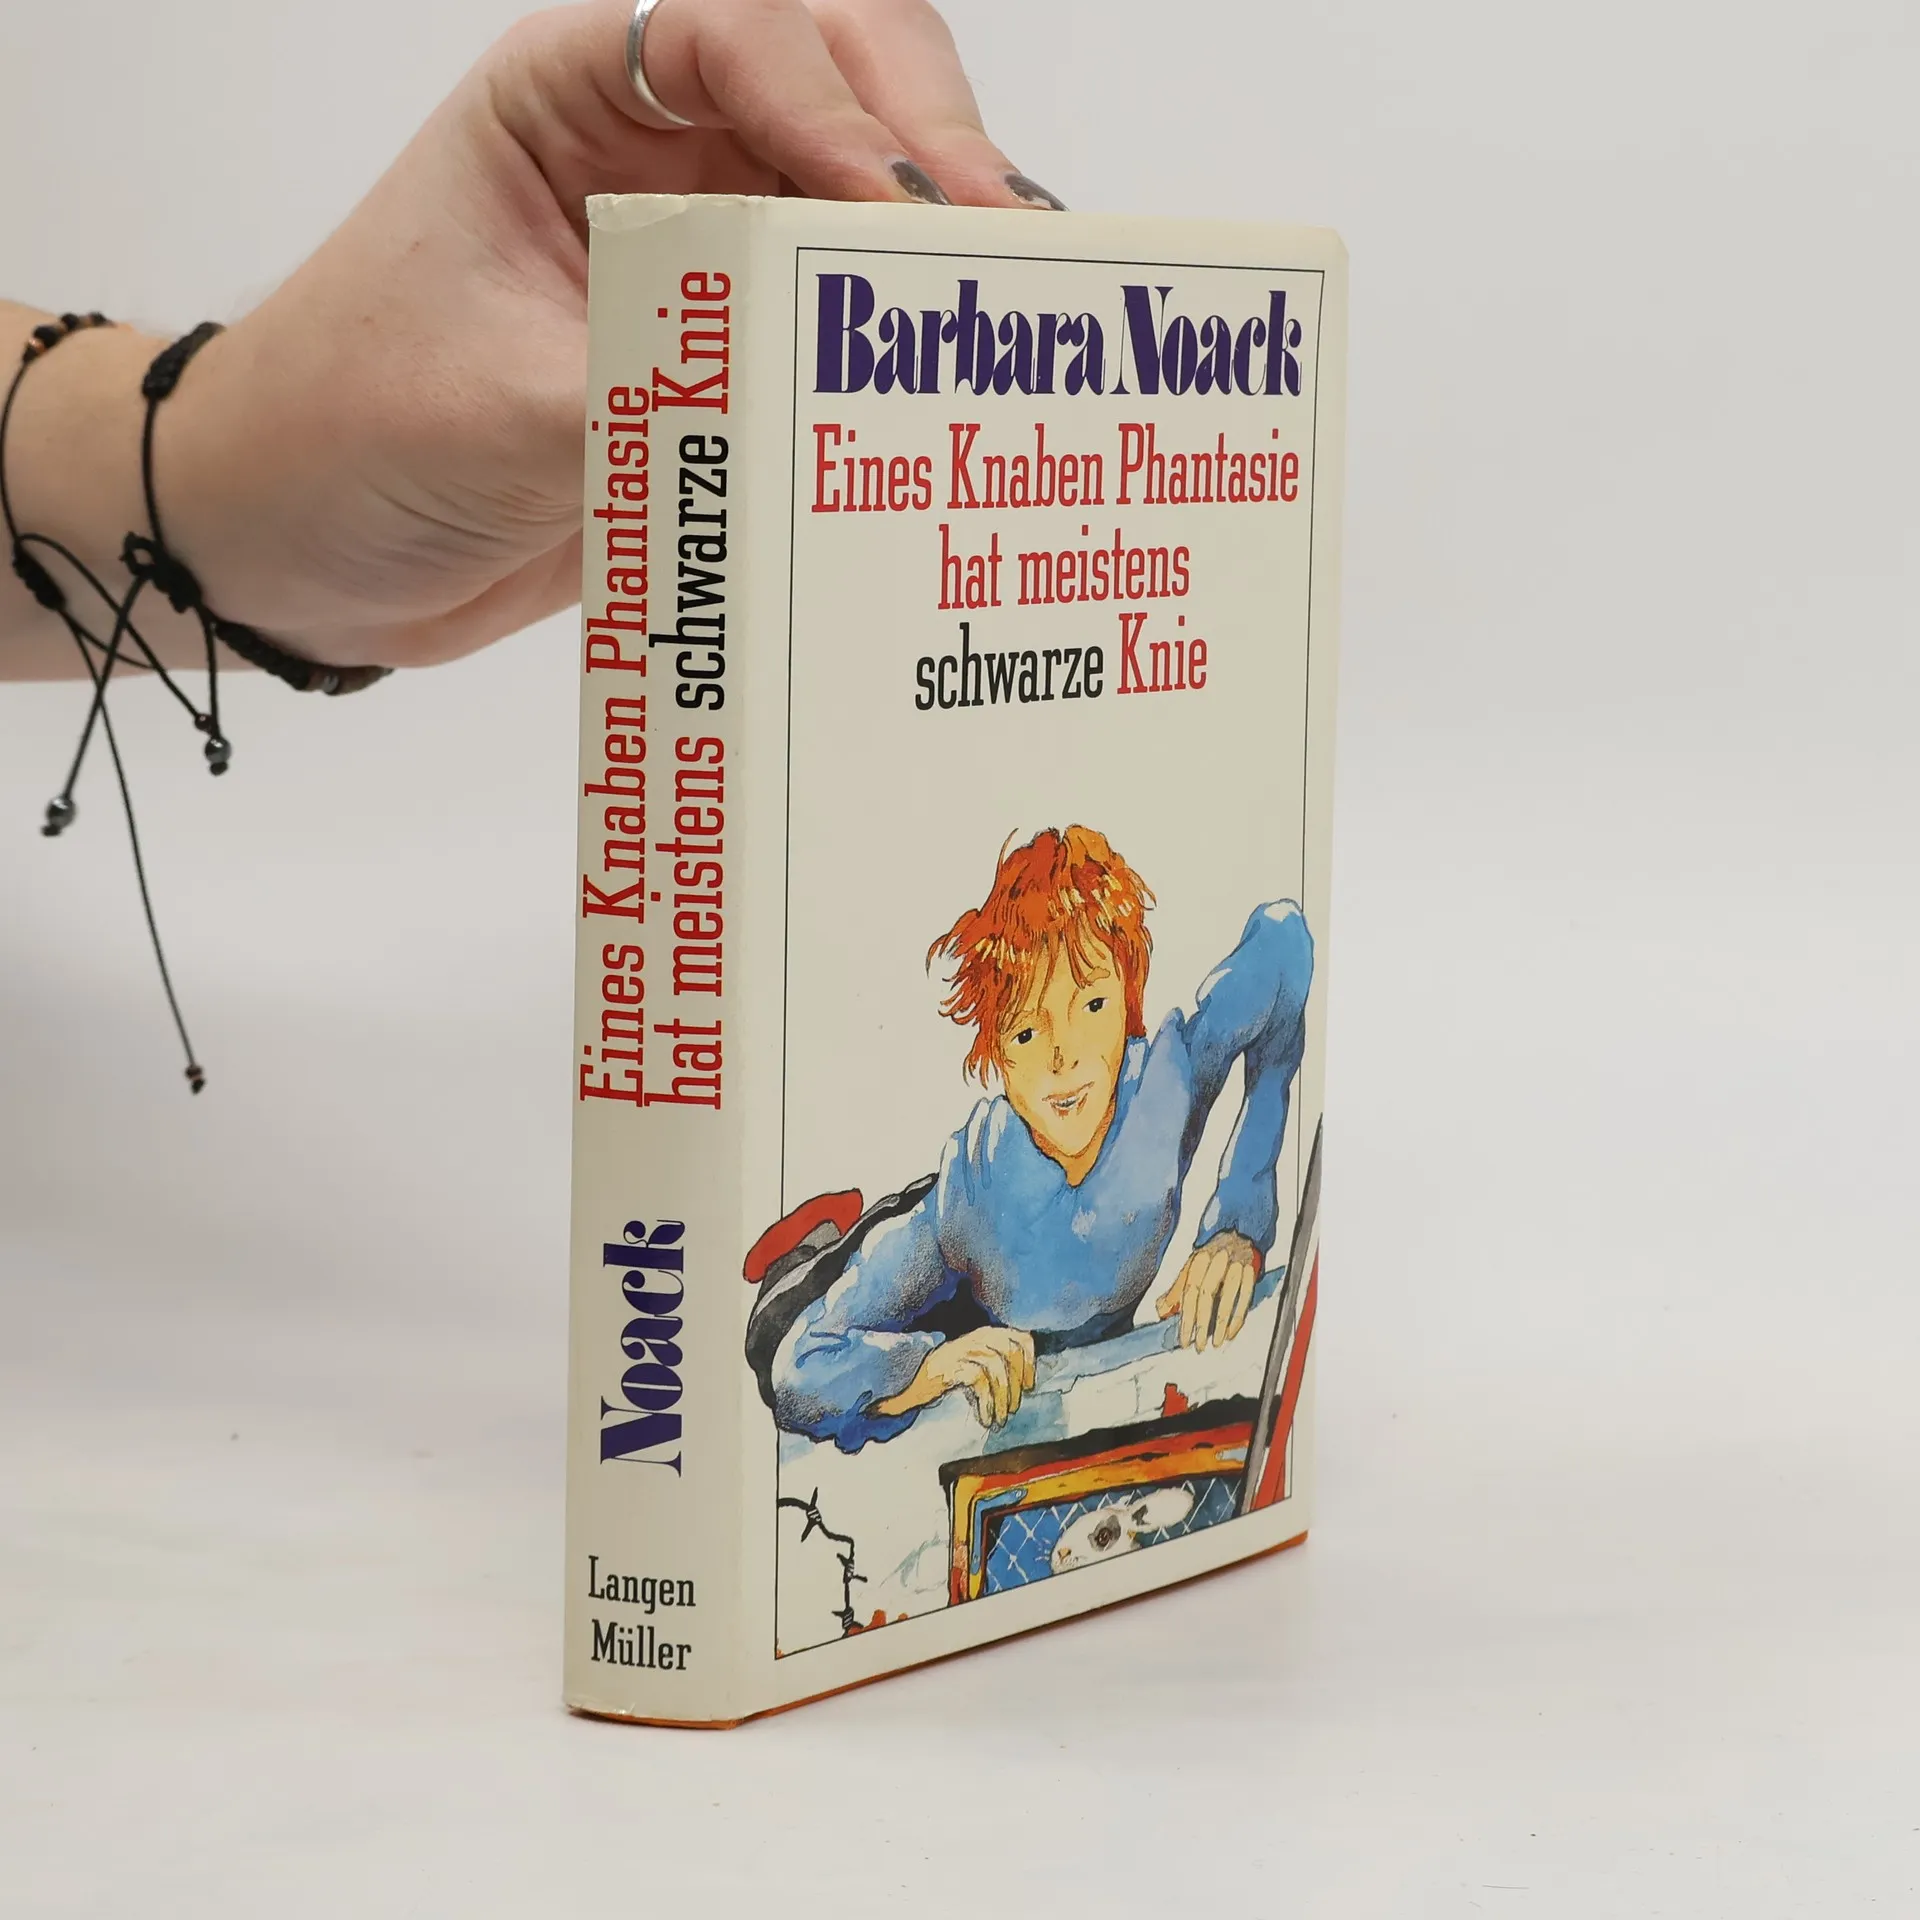 Eines Knaben Phantasie
hat meistens schwarze Knie
Noack
Langen
Müller
Barbara Noack
Eines Knaben Phantasie
hat meistens
schwarze Knie